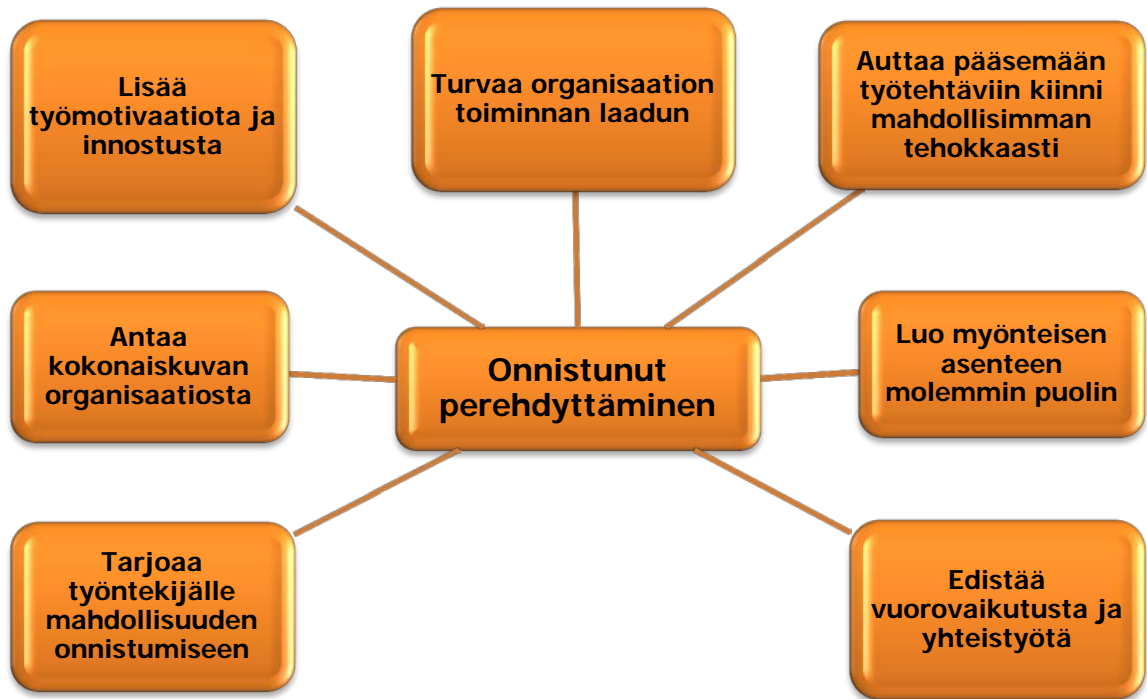 Lisää
työmotivaatiota ja
innostusta
Turvaa organisaation
toiminnan laadun
Auttaa pääsemään
työtehtäviin kiinni
mahdollisimman
tehokkaasti
Antaa
kokonaiskuvan
organisaatiosta
Onnistunut
perehdyttäminen
Luo myönteisen
asenteen
molemmin puolin
Tarjoaa
työntekijälle
mahdollisuuden
onnistumiseen
Edistää
vuorovaikutusta ja
yhteistyötä